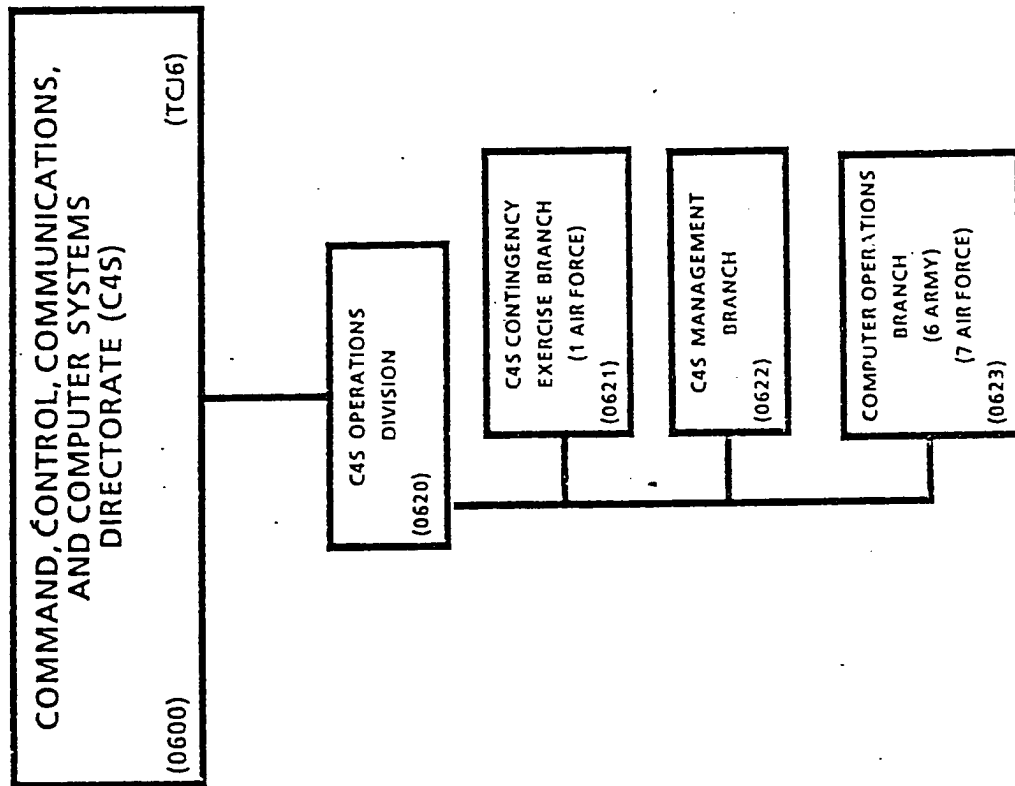 COMMAND, CONTROL, COMMUNICATIONS,
AND COMPUTER SYSTEMS
DIRECTORATE (C4S)
(0600) (TCJ6)
C4S OPERATIONS
DIVISION
(0620)
C4S CONTINGENCY
EXERCISE BRANCH
(1 AIR FORCE)
(0621)
C4S MANAGEMENT
BRANCH
(0622)
COMPUTER OPERATIONS
BRANCH
(6 ARMY)
(7 AIR FORCE)
(0623)